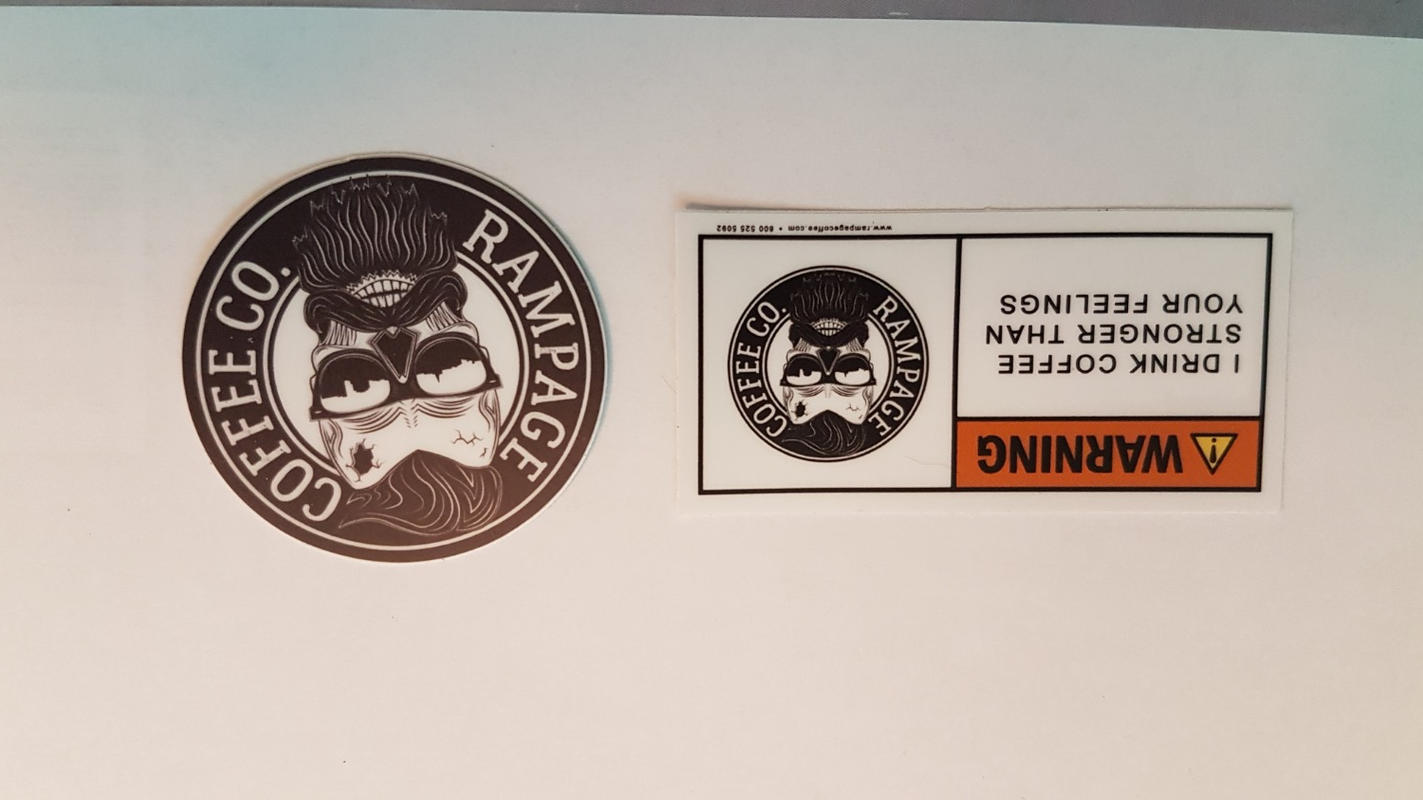 ⚠ WARNING
I DRINK COFFEE
STRONGER THAN
YOUR FEELINGS
RAMPAGE COFFEE CO.
www.rampagecoffee.com • 800 525 5092
RAMPAGE COFFEE CO.